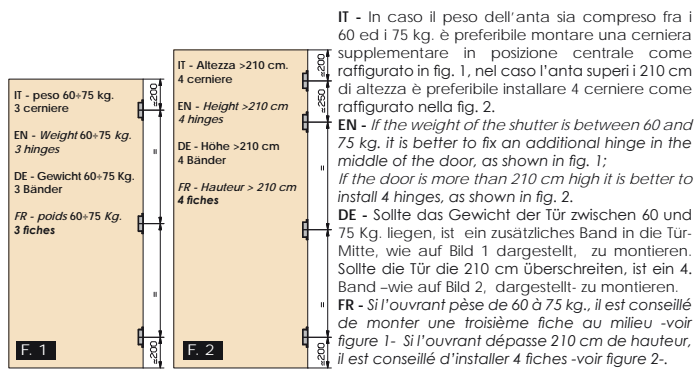 IT - peso 60÷75 kg.
3 cerniere
EN - Weight 60÷75 kg.
3 hinges
DE - Gewicht 60÷75 Kg.
3 Bänder
FR - poids 60÷75 Kg.
3 fiches
F. 1
≃200
=
=
≃200
IT - Altezza >210 cm.
4 cerniere
EN - Height >210 cm
4 hinges
DE - Höhe >210 cm
4 Bänder
FR - Hauteur > 210 cm
4 fiches
F. 2
≃200
≃250
=
=
≃200
IT - In caso il peso dell'anta sia compreso fra i
60 ed i 75 kg. è preferibile montare una cerniera
supplementare in posizione centrale come
raffigurato in fig. 1, nel caso l'anta superi i 210 cm
di altezza è preferibile installare 4 cerniere come
raffigurato nella fig. 2.
EN - If the weight of the shutter is between 60 and
75 kg. it is better to fix an additional hinge in the
middle of the door, as shown in fig. 1;
If the door is more than 210 cm high it is better to
install 4 hinges, as shown in fig. 2.
DE - Sollte das Gewicht der Tür zwischen 60 und
75 Kg. liegen, ist ein zusätzliches Band in die Tür-
Mitte, wie auf Bild 1 dargestellt, zu montieren.
Sollte die Tür die 210 cm überschreiten, ist ein 4.
Band –wie auf Bild 2, dargestellt- zu montieren.
FR - Si l'ouvrant pèse de 60 à 75 kg., il est conseillé
de monter une troisième fiche au milieu -voir
figure 1- Si l'ouvrant dépasse 210 cm de hauteur,
il est conseillé d'installer 4 fiches -voir figure 2-.